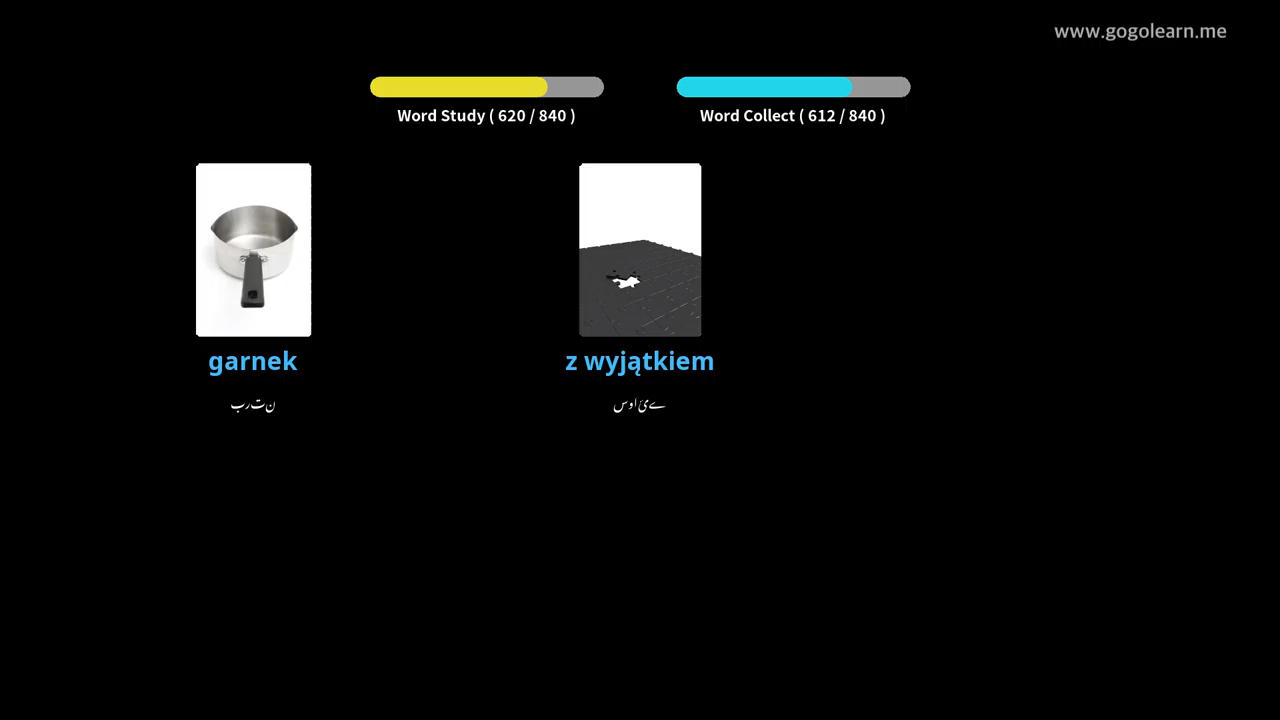 www.gogolearn.me
Word Study ( 620 / 840 )
Word Collect ( 612 / 840 )
garnek
برتن
z wyjątkiem
سوائے